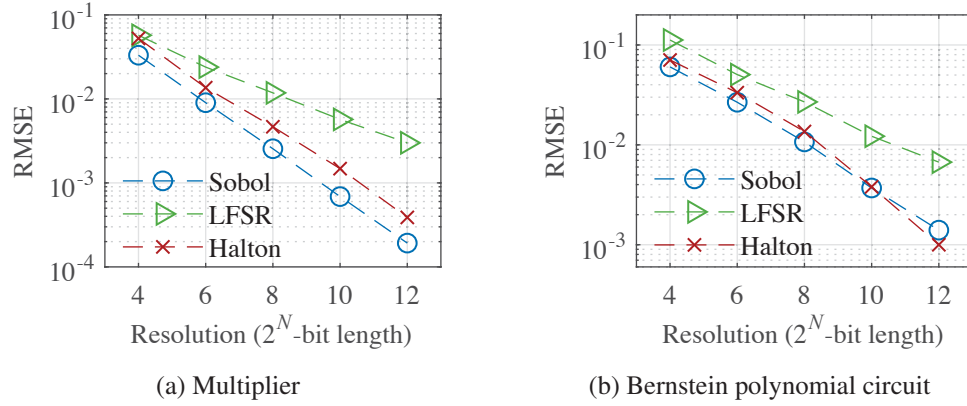 10^-1
10^-2
10^-3
10^-4
RMSE
Sobol
LFSR
Halton
4 6 8 10 12
Resolution (2^N-bit length)
(a) Multiplier
10^-1
10^-2
10^-3
RMSE
Sobol
LFSR
Halton
4 6 8 10 12
Resolution (2^N-bit length)
(b) Bernstein polynomial circuit